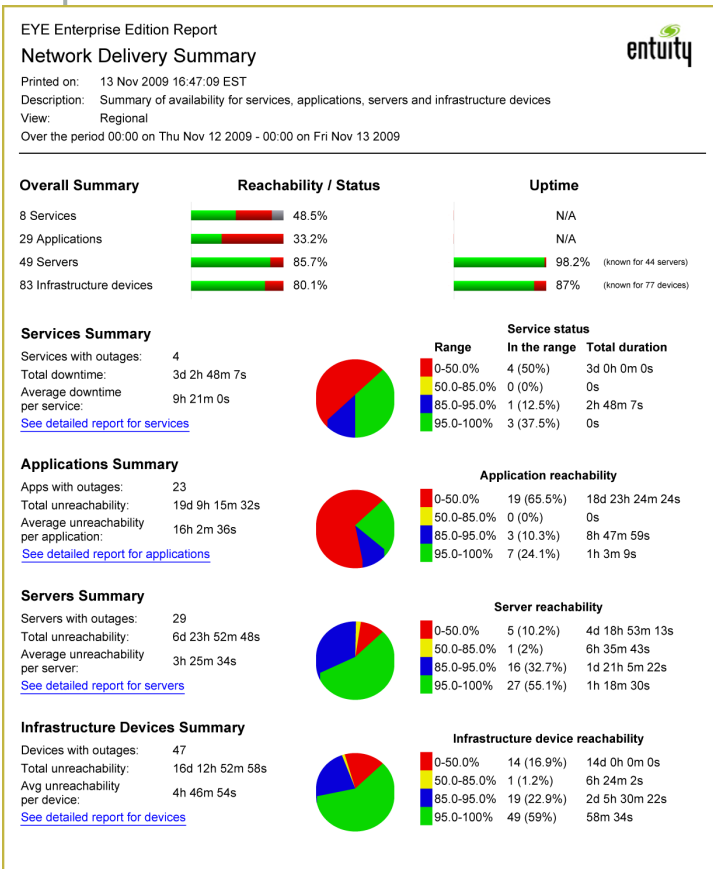 EYE Enterprise Edition Report
entuity
Network Delivery Summary
Printed on: 13 Nov 2009 16:47:09 EST
Description: Summary of availability for services, applications, servers and infrastructure devices
View: Regional
Over the period 00:00 on Thu Nov 12 2009 - 00:00 on Fri Nov 13 2009
Overall Summary Reachability / Status Uptime
8 Services 48.5% N/A
29 Applications 33.2% N/A
49 Servers 85.7% 98.2% (known for 44 servers)
83 Infrastructure devices 80.1% 87% (known for 77 devices)
Services Summary
Services with outages: 4
Total downtime: 3d 2h 48m 7s
Average downtime
per service: 9h 21m 0s
See detailed report for services
Service status
Range In the range Total duration
0-50.0% 4 (50%) 3d 0h 0m 0s
50.0-85.0% 0 (0%) 0s
85.0-95.0% 1 (12.5%) 2h 48m 7s
95.0-100% 3 (37.5%) 0s
Applications Summary
Apps with outages: 23
Total unreachability: 19d 9h 15m 32s
Average unreachability
per application: 16h 2m 36s
See detailed report for applications
Application reachability
0-50.0% 19 (65.5%) 18d 23h 24m 24s
50.0-85.0% 0 (0%) 0s
85.0-95.0% 3 (10.3%) 8h 47m 59s
95.0-100% 7 (24.1%) 1h 3m 9s
Servers Summary
Servers with outages: 29
Total unreachability: 6d 23h 52m 48s
Average unreachability
per server: 3h 25m 34s
See detailed report for servers
Server reachability
0-50.0% 5 (10.2%) 4d 18h 53m 13s
50.0-85.0% 1 (2%) 6h 35m 43s
85.0-95.0% 16 (32.7%) 1d 21h 5m 22s
95.0-100% 27 (55.1%) 1h 18m 30s
Infrastructure Devices Summary
Devices with outages: 47
Total unreachability: 16d 12h 52m 58s
Avg unreachability
per device: 4h 46m 54s
See detailed report for devices
Infrastructure device reachability
0-50.0% 14 (16.9%) 14d 0h 0m 0s
50.0-85.0% 1 (1.2%) 6h 24m 2s
85.0-95.0% 19 (22.9%) 2d 5h 30m 22s
95.0-100% 49 (59%) 58m 34s